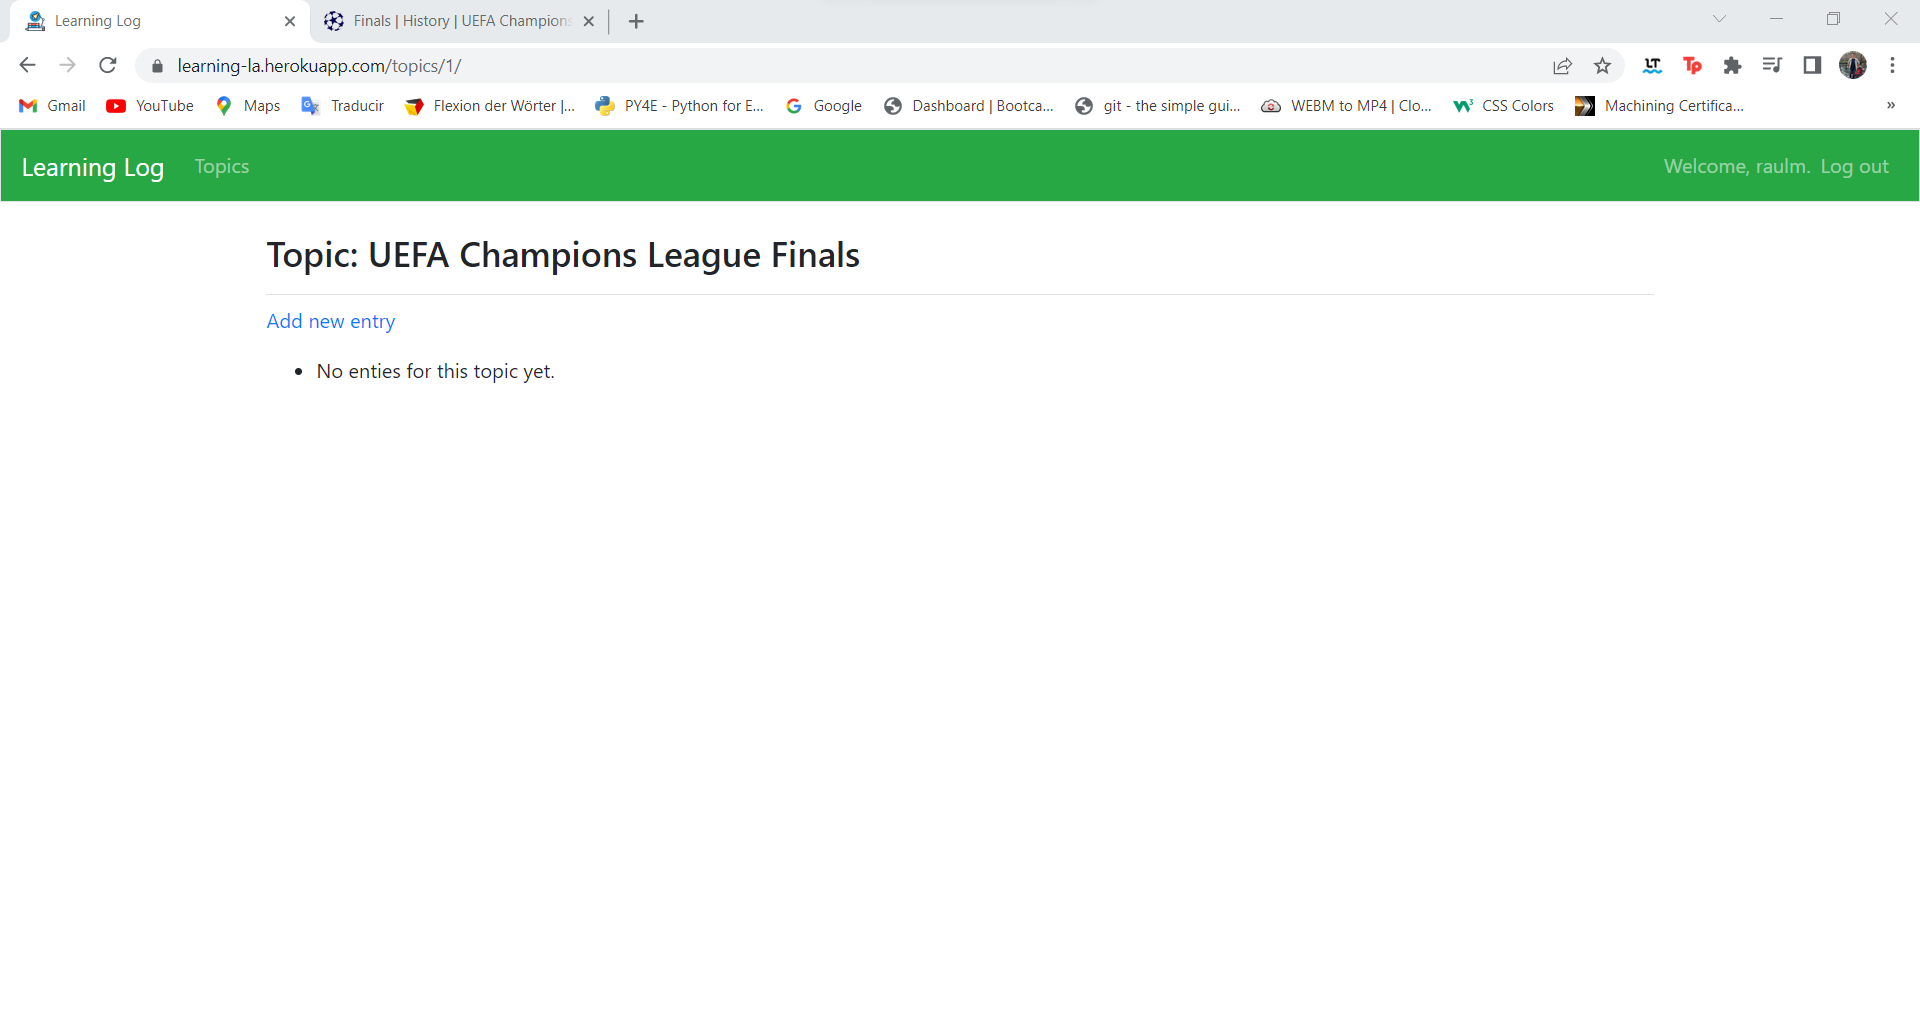 Learning Log
Finals | History | UEFA Champions
learning-la.herokuapp.com/topics/1/
LT Tp
Gmail YouTube Maps Traducir Flexion der Wörter |... PY4E - Python for E... Google Dashboard | Bootca... git - the simple gui... WEBM to MP4 | Clo... CSS Colors Machining Certifica... »
Learning Log Topics Welcome, raulm. Log out
Topic: UEFA Champions League Finals
Add new entry
• No enties for this topic yet.